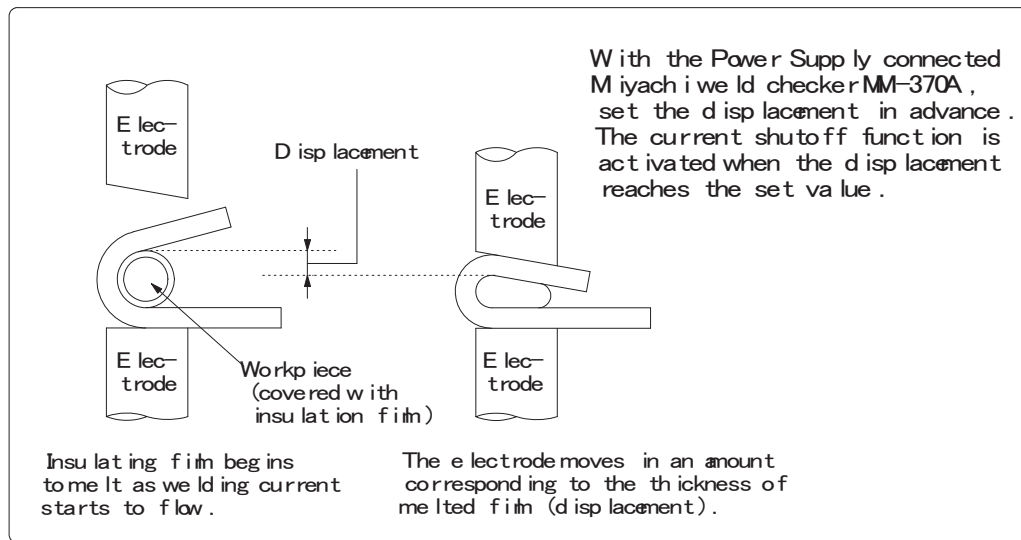 With the Power Supply connected
Miyachi weld checker MM-370A,
set the displacement in advance.
The current shutoff function is
activated when the displacement
reaches the set value.
Elec-
trode
Displacement
Elec-
trode
Elec-
trode
Elec-
trode
Workpiece
(covered with
insulation film)
Insulating film begins
to melt as welding current
starts to flow.
The electrode moves in an amount
corresponding to the thickness of
melted film (displacement).